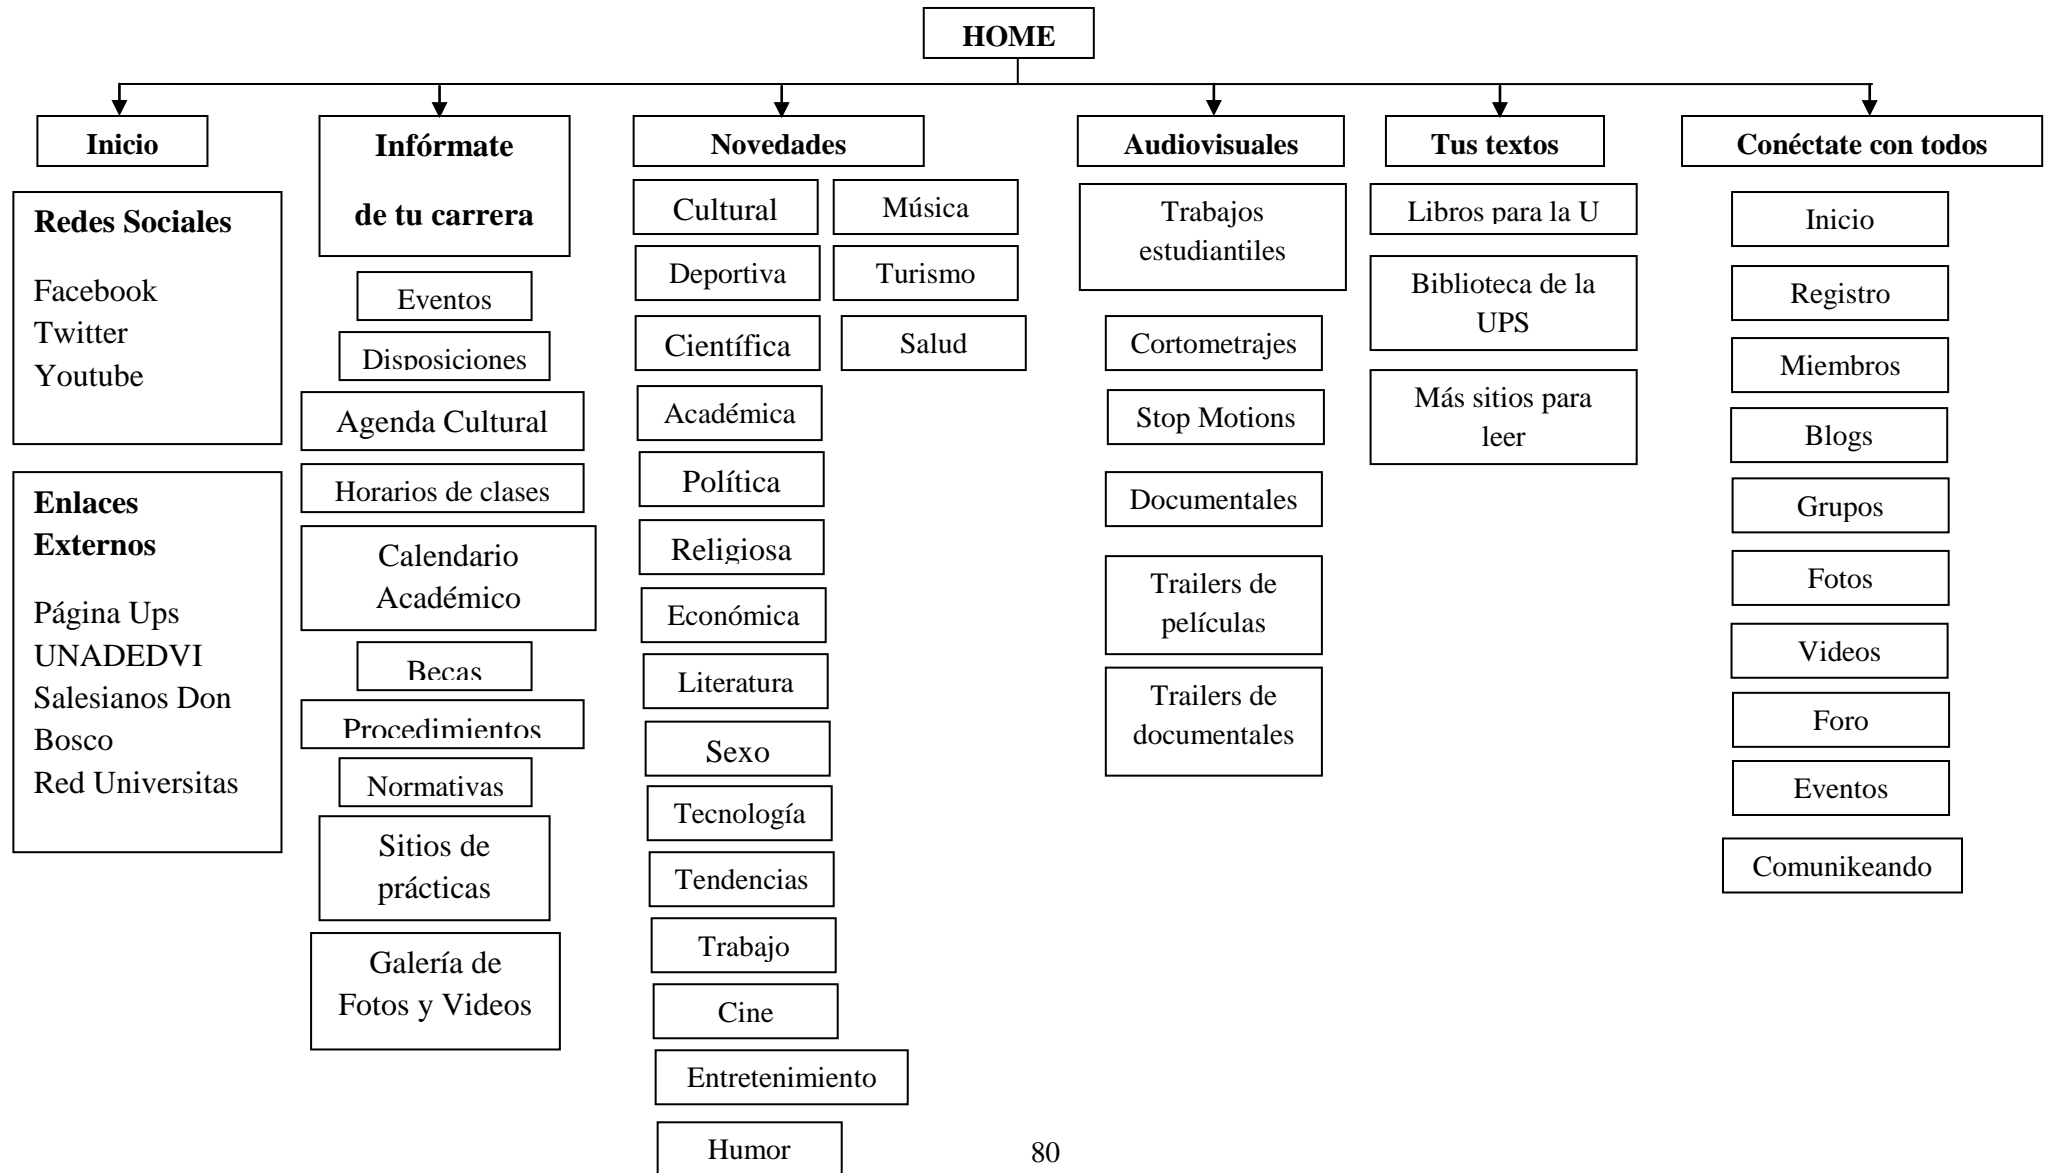 HOME
Inicio
Redes Sociales
Facebook
Twitter
Youtube
Enlaces
Externos
Página Ups
UNADEDVI
Salesianos Don
Bosco
Red Universitas
Infórmate
de tu carrera
Eventos
Disposiciones
Agenda Cultural
Horarios de clases
Calendario
Académico
Becas
Procedimientos
Normativas
Sitios de
prácticas
Galería de
Fotos y Videos
Novedades
Cultural
Deportiva
Científica
Académica
Política
Religiosa
Económica
Literatura
Sexo
Tecnología
Tendencias
Trabajo
Cine
Entretenimiento
Humor
Música
Turismo
Salud
Audiovisuales
Trabajos
estudiantiles
Cortometrajes
Stop Motions
Documentales
Trailers de
películas
Trailers de
documentales
Tus textos
Libros para la U
Biblioteca de la
UPS
Más sitios para
leer
Conéctate con todos
Inicio
Registro
Miembros
Blogs
Grupos
Fotos
Videos
Foro
Eventos
Comunikeando
80